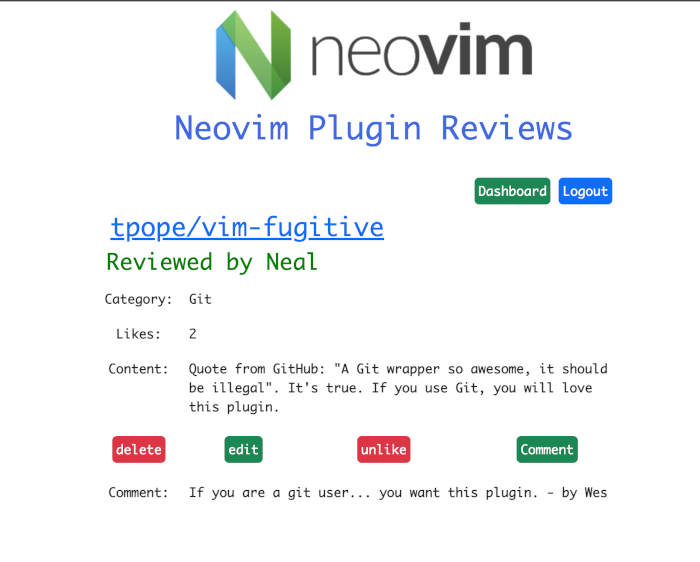 neovim
Neovim Plugin Reviews
Dashboard Logout
tpope/vim-fugitive
Reviewed by Neal
Category: Git
Likes: 2
Content: Quote from GitHub: "A Git wrapper so awesome, it should
be illegal". It's true. If you use Git, you will love
this plugin.
delete edit unlike Comment
Comment: If you are a git user... you want this plugin. - by Wes